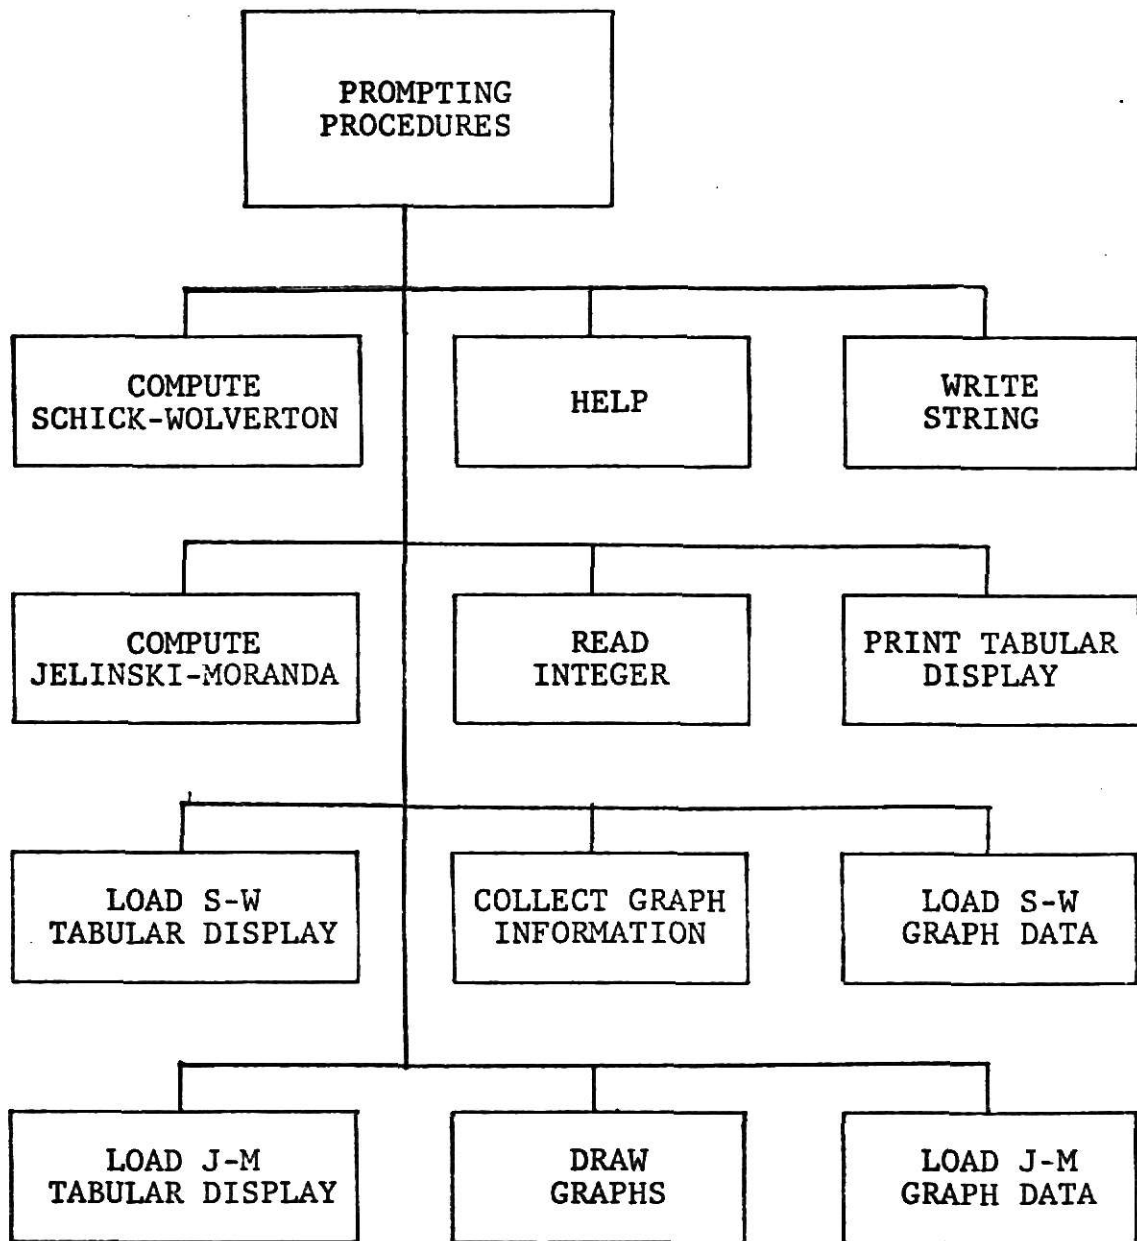 PROMPTING
PROCEDURES
COMPUTE
SCHICK-WOLVERTON
HELP
WRITE
STRING
COMPUTE
JELINSKI-MORANDA
READ
INTEGER
PRINT TABULAR
DISPLAY
LOAD S-W
TABULAR DISPLAY
COLLECT GRAPH
INFORMATION
LOAD S-W
GRAPH DATA
LOAD J-M
TABULAR DISPLAY
DRAW
GRAPHS
LOAD J-M
GRAPH DATA